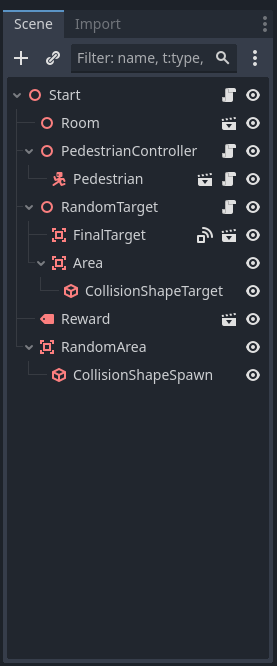 Scene Import
Filter: name, t:type,
Start
Room
PedestrianController
Pedestrian
RandomTarget
FinalTarget
Area
CollisionShapeTarget
Reward
RandomArea
CollisionShapeSpawn